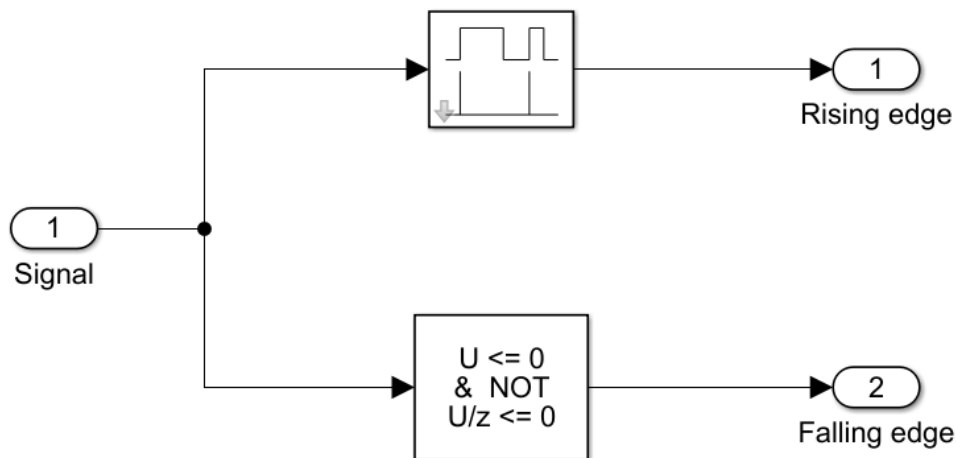 1
Rising edge
1
Signal
U <= 0
& NOT
U/z <= 0
2
Falling edge